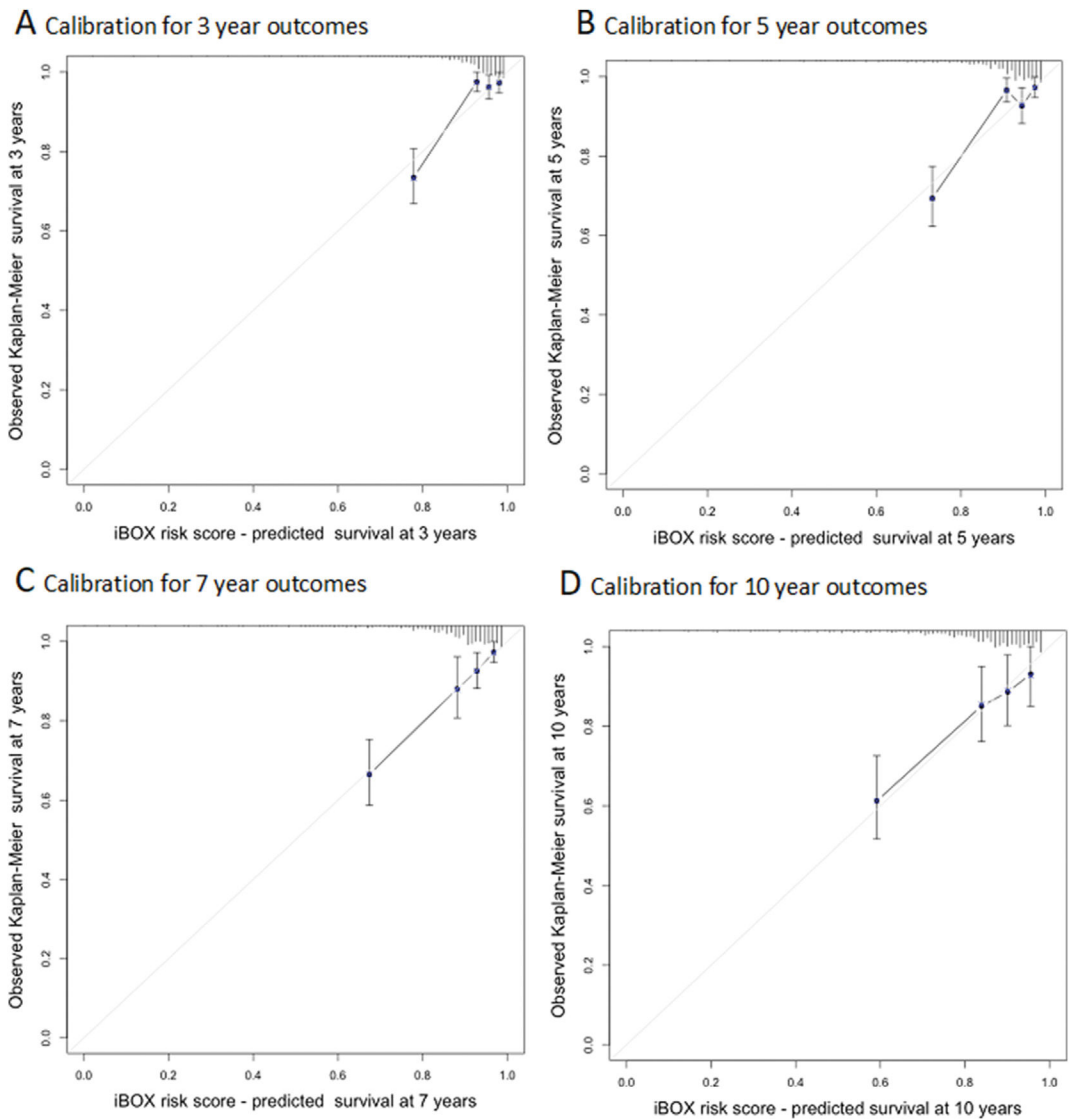 A Calibration for 3 year outcomes
Observed Kaplan-Meier survival at 3 years
1.0
0.8
0.6
0.4
0.2
0.0
0.0 0.2 0.4 0.6 0.8 1.0
iBOX risk score - predicted survival at 3 years
B Calibration for 5 year outcomes
Observed Kaplan-Meier survival at 5 years
1.0
0.8
0.6
0.4
0.2
0.0
0.0 0.2 0.4 0.6 0.8 1.0
iBOX risk score - predicted survival at 5 years
C Calibration for 7 year outcomes
Observed Kaplan-Meier survival at 7 years
1.0
0.8
0.6
0.4
0.2
0.0
0.0 0.2 0.4 0.6 0.8 1.0
iBOX risk score - predicted survival at 7 years
D Calibration for 10 year outcomes
Observed Kaplan-Meier survival at 10 years
1.0
0.8
0.6
0.4
0.2
0.0
0.0 0.2 0.4 0.6 0.8 1.0
iBOX risk score - predicted survival at 10 years